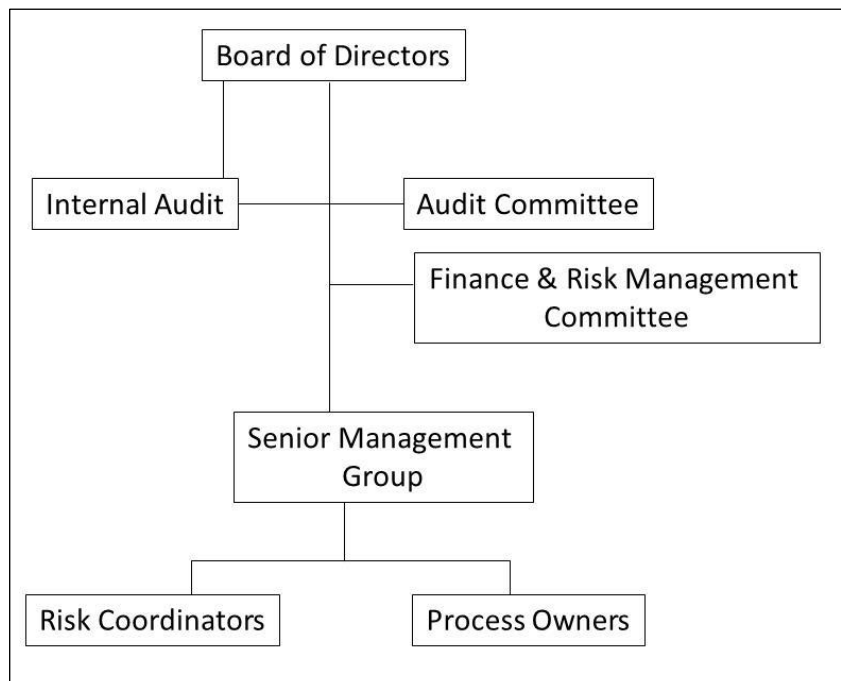 Board of Directors
Internal Audit
Audit Committee
Finance & Risk Management
Committee
Senior Management
Group
Risk Coordinators
Process Owners